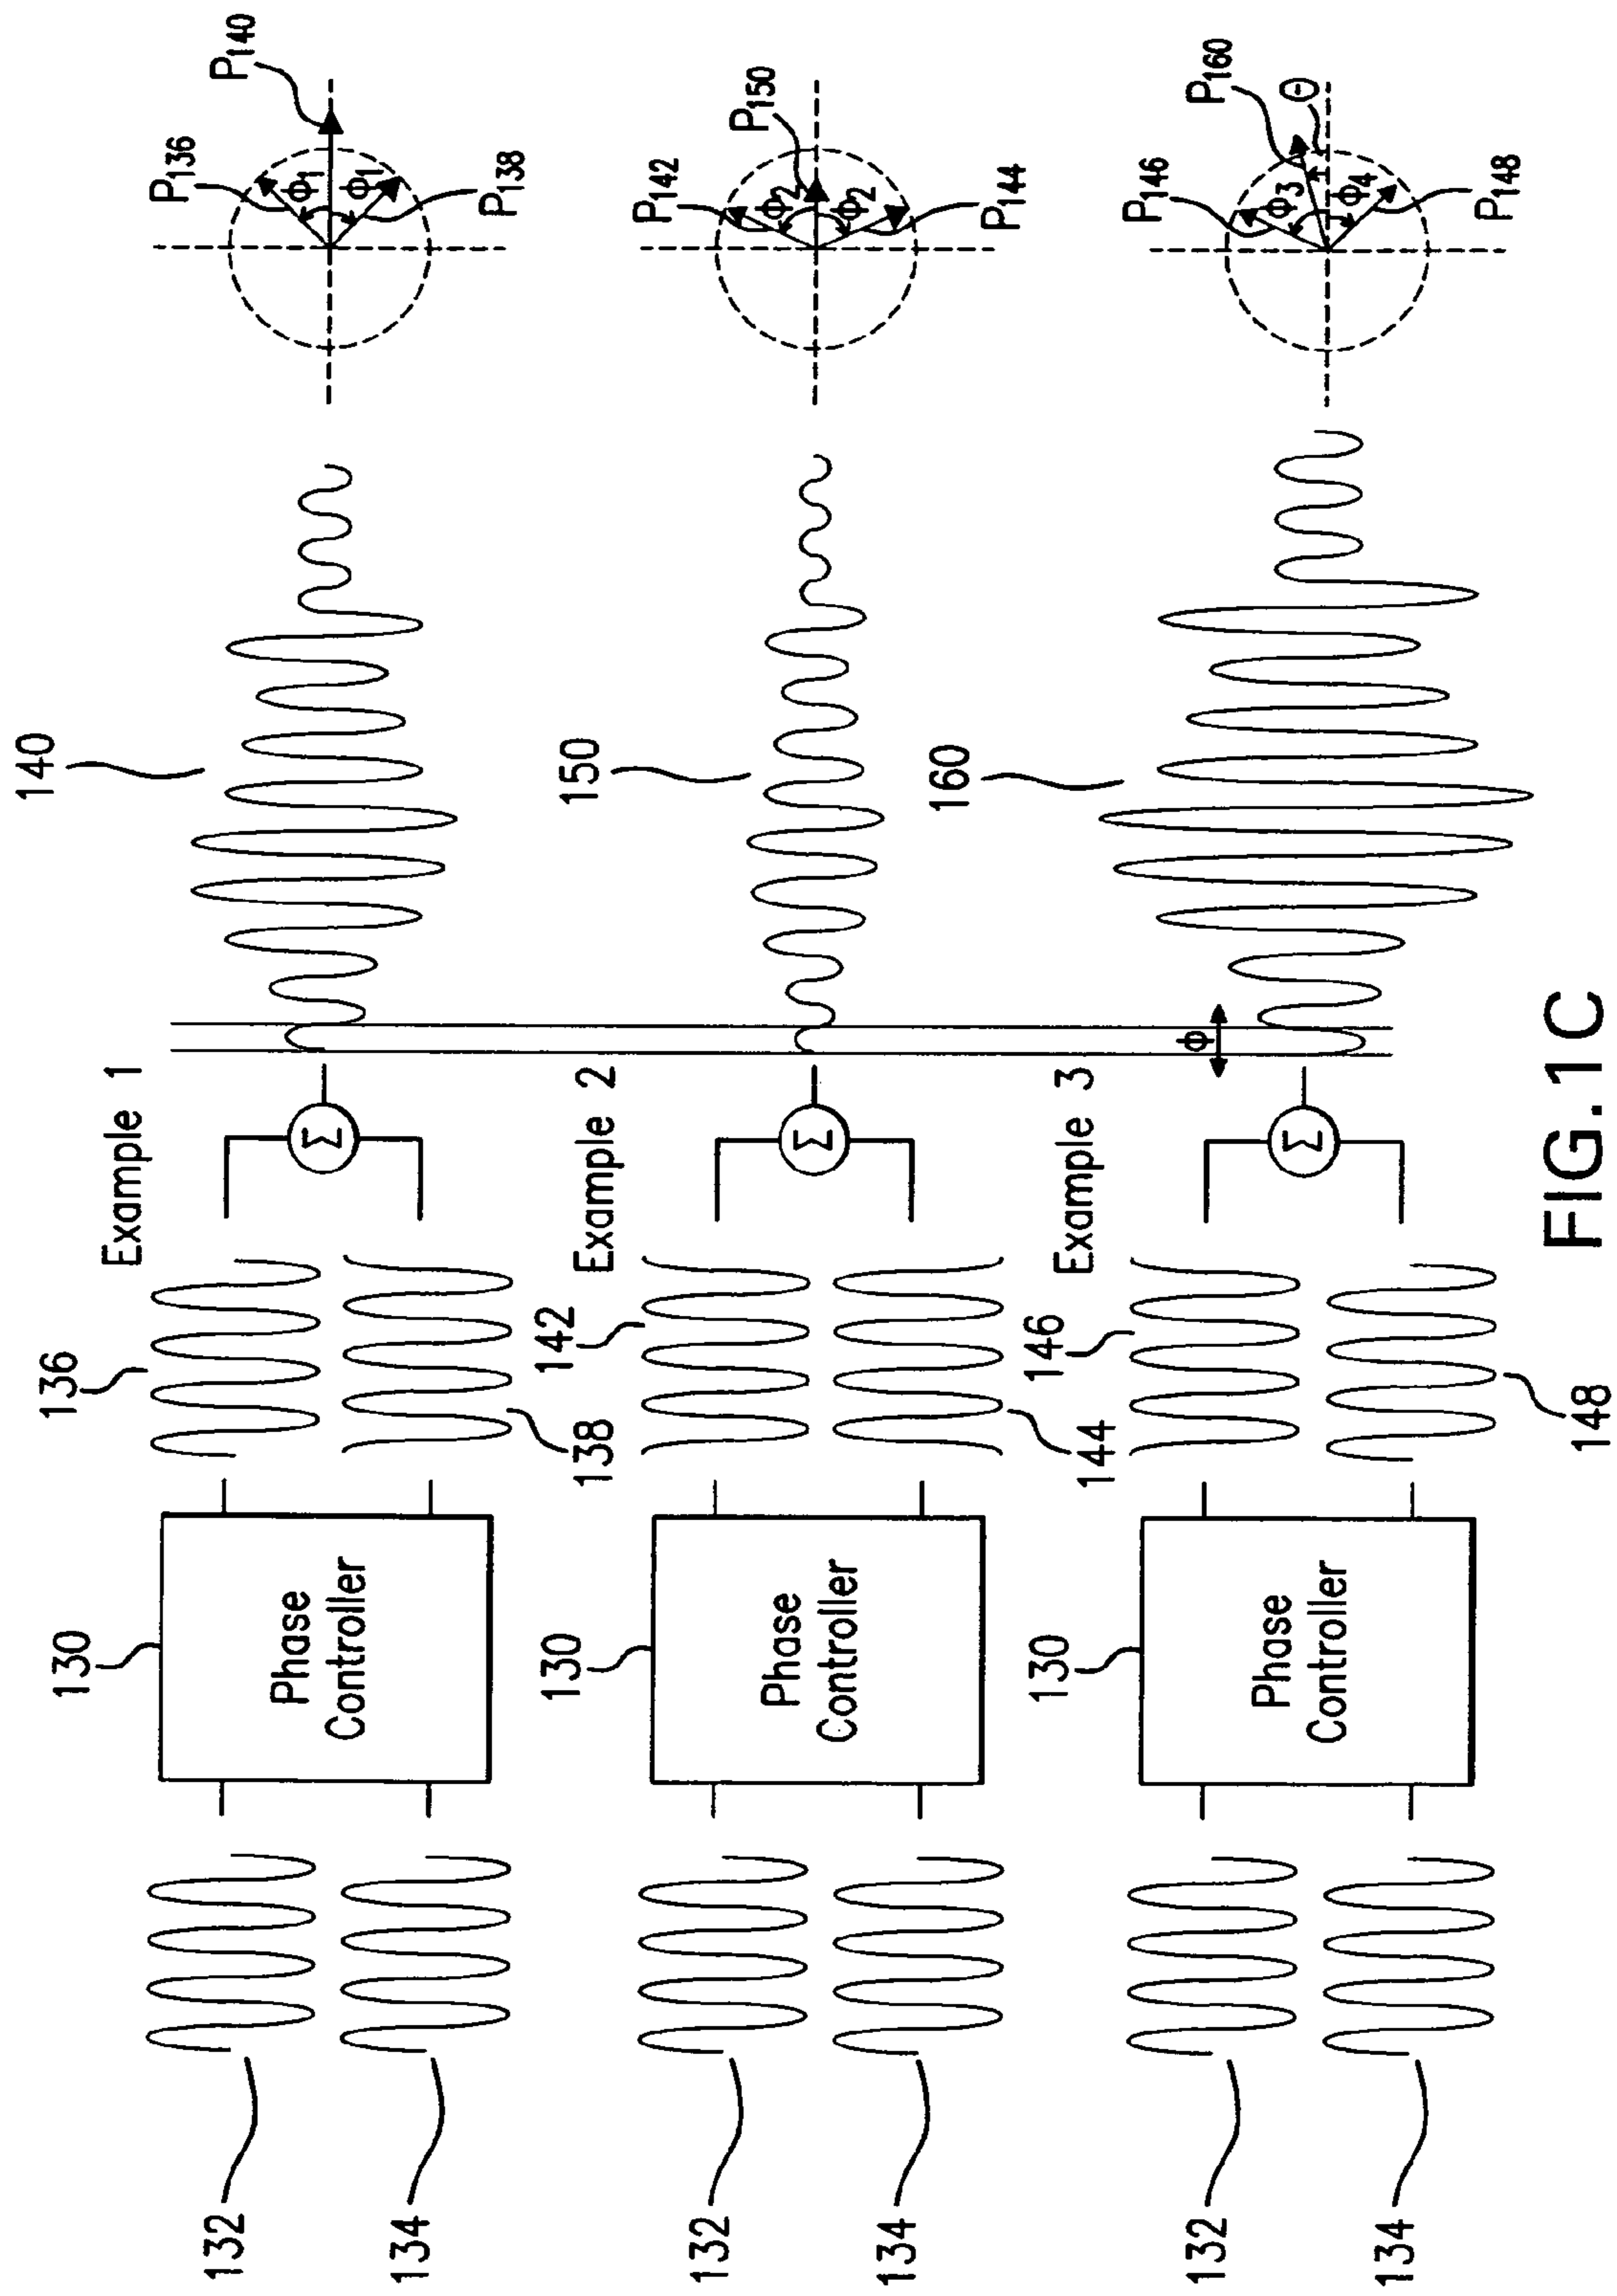 Example 1
132
134
130
Phase
Controller
136
138
Σ
140
P136
ϕ1
ϕ1
P138
P140
Example 2
132
134
130
Phase
Controller
142
144
Σ
150
P142
ϕ2
ϕ2
P144
P150
Example 3
132
134
130
Phase
Controller
146
148
Σ
ϕ
160
P146
ϕ3
ϕ4
P148
P160
Θ
FIG.1C